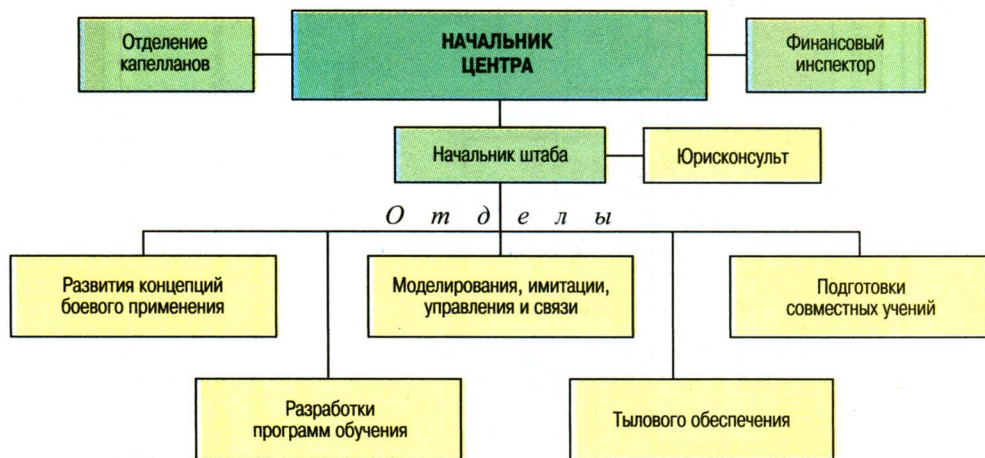 Отделение
капелланов
НАЧАЛЬНИК
ЦЕНТРА
Финансовый
инспектор
Начальник штаба
Юрисконсульт
Отделы
Развития концепций
боевого применения
Моделирования, имитации,
управления и связи
Подготовки
совместных учений
Разработки
программ обучения
Тылового обеспечения